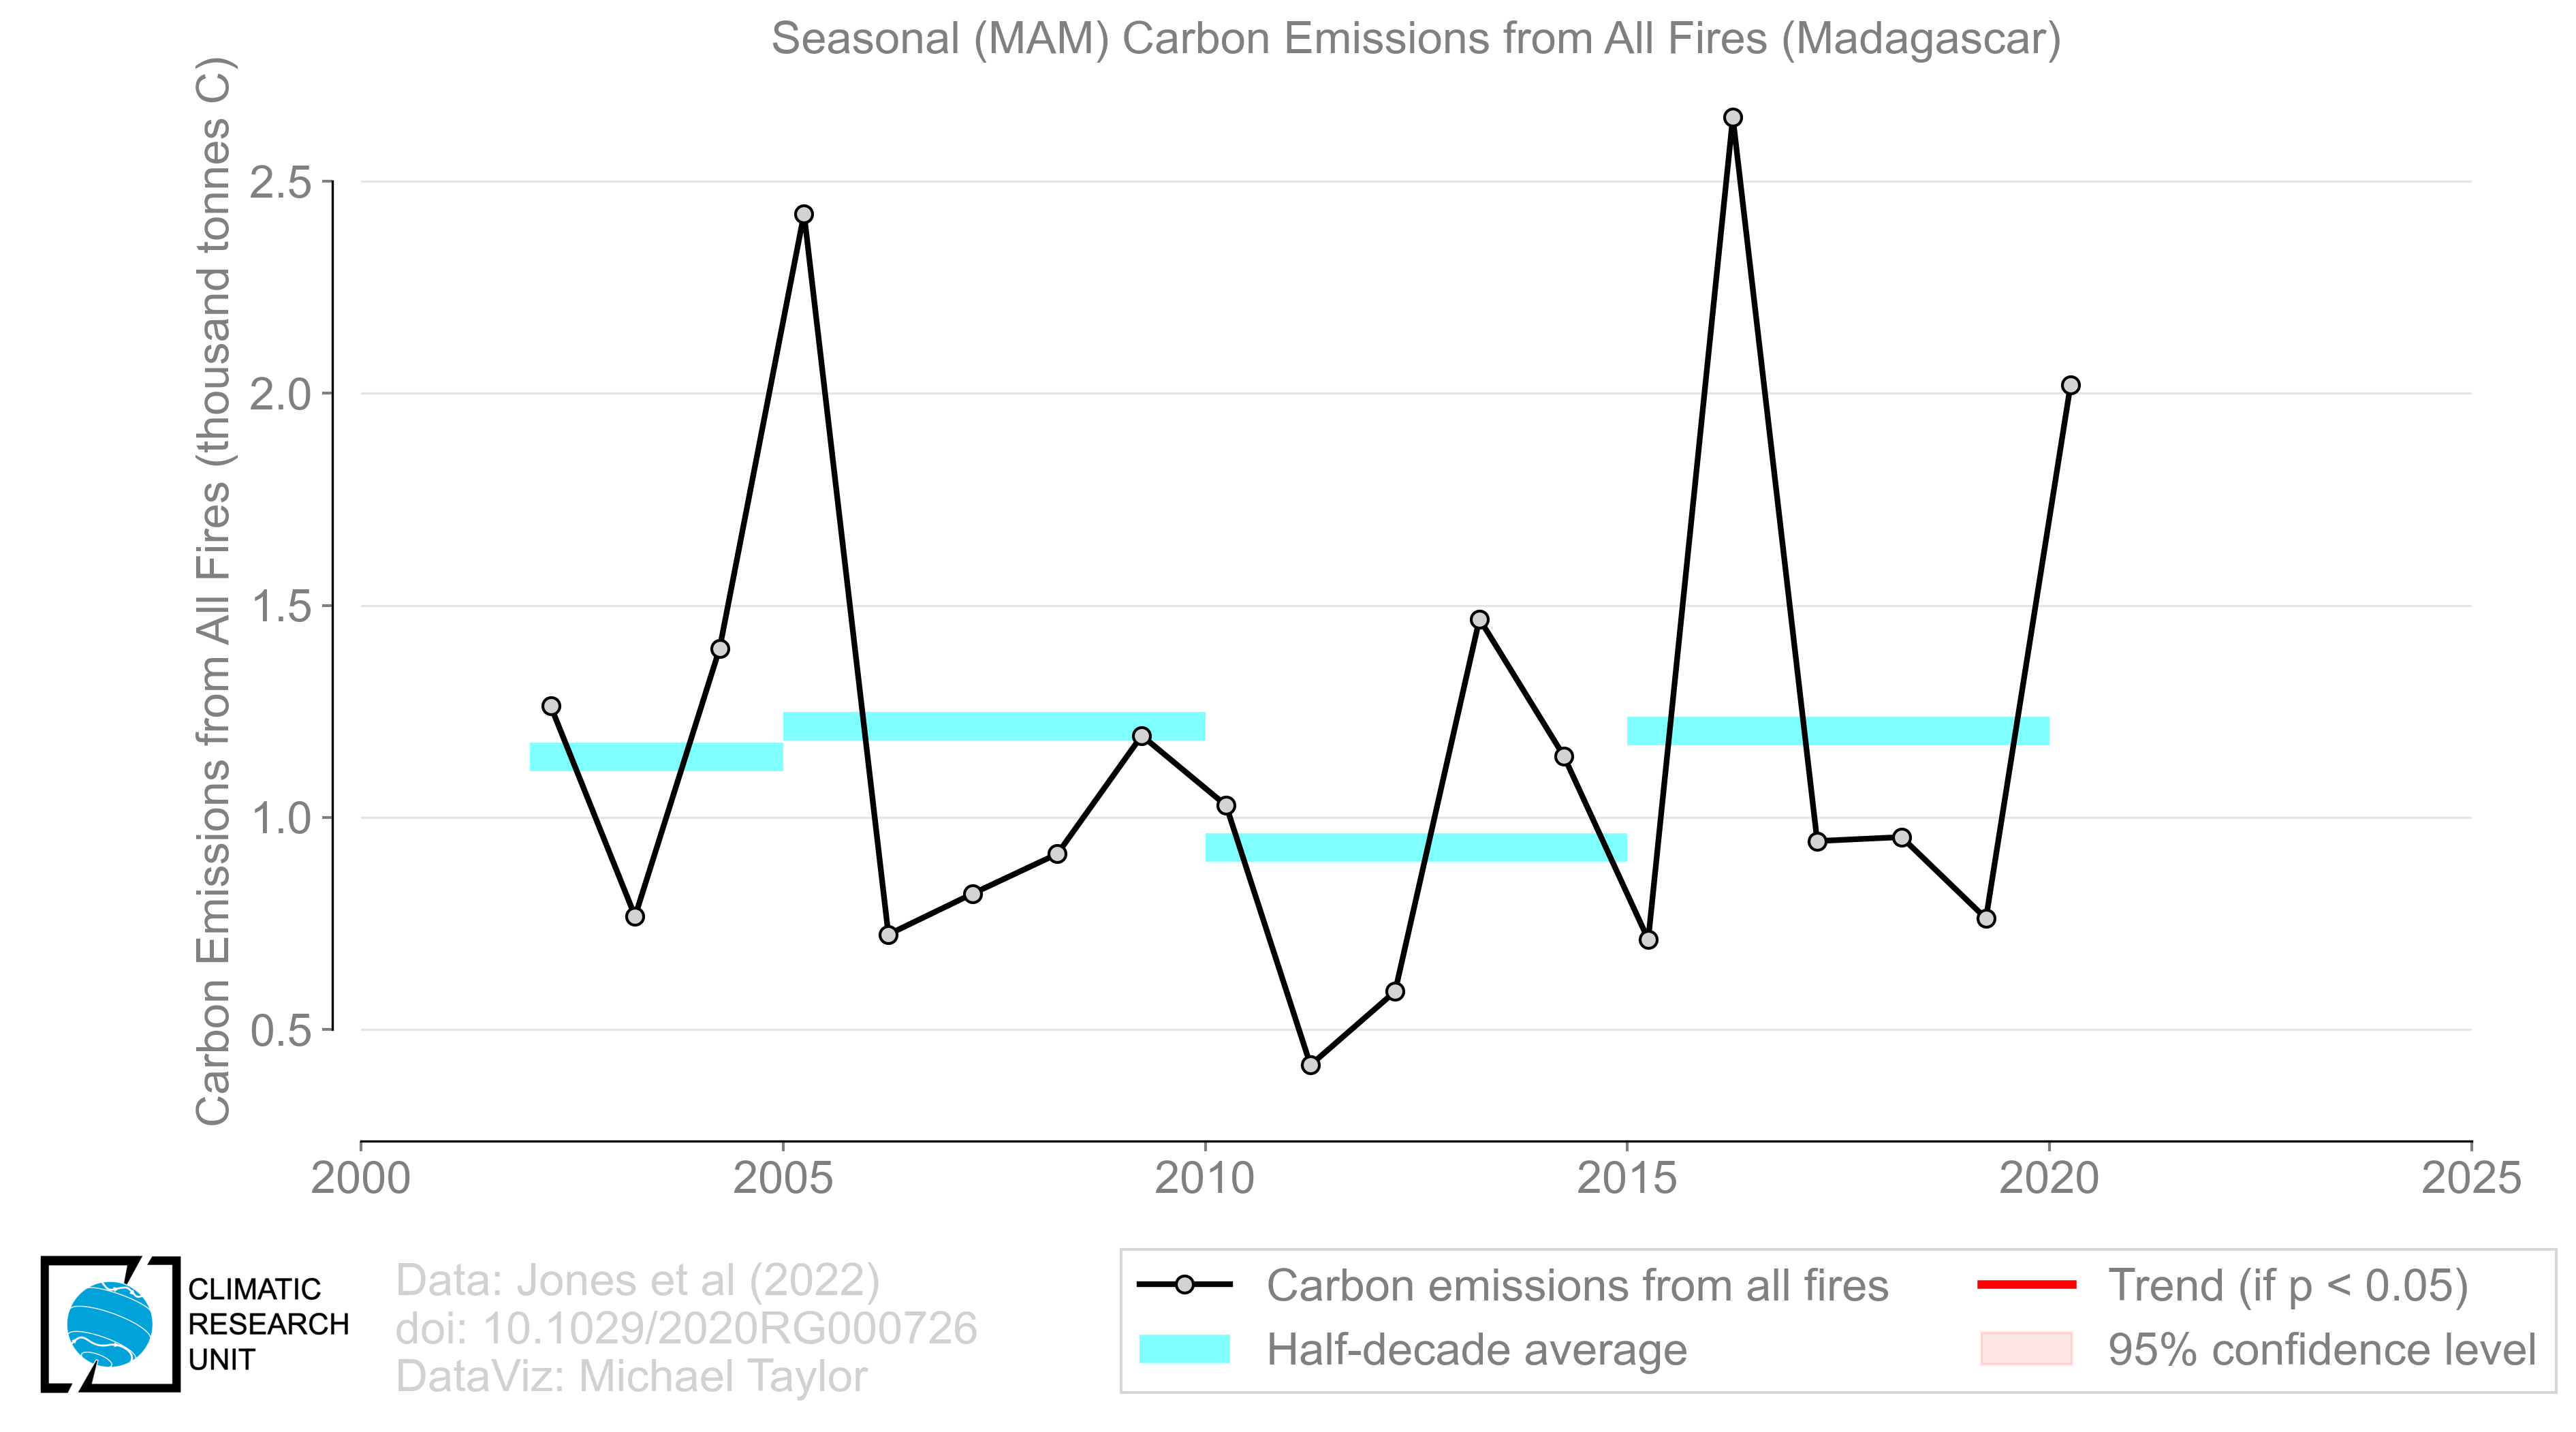 Seasonal (MAM) Carbon Emissions from All Fires (Madagascar)
Carbon Emissions from All Fires (thousand tonnes C)
2.5
2.0
1.5
1.0
0.5
2000
2005
2010
2015
2020
2025
CLIMATIC
RESEARCH
UNIT
Data: Jones et al (2022)
doi: 10.1029/2020RG000726
DataViz: Michael Taylor
Carbon emissions from all fires
Half-decade average
Trend (if p < 0.05)
95% confidence level